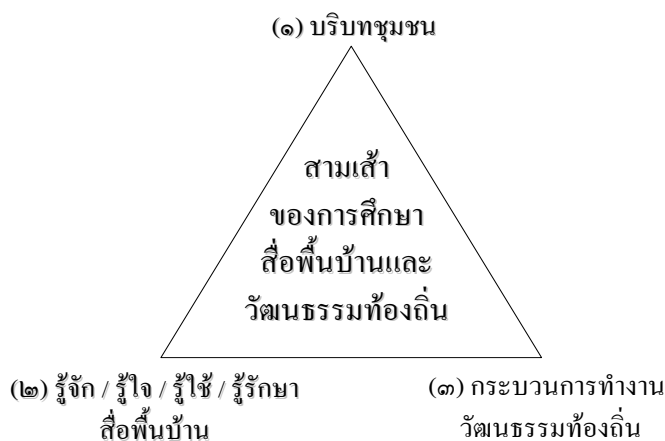 (๑) บริบทชุมชน
สามเส้า
ของการศึกษา
สื่อพื้นบ้านและ
วัฒนธรรมท้องถิ่น
(๒) รู้จัก / รู้ใจ / รู้ใช้ / รู้รักษา
สื่อพื้นบ้าน
(๓) กระบวนการทำงาน
วัฒนธรรมท้องถิ่น